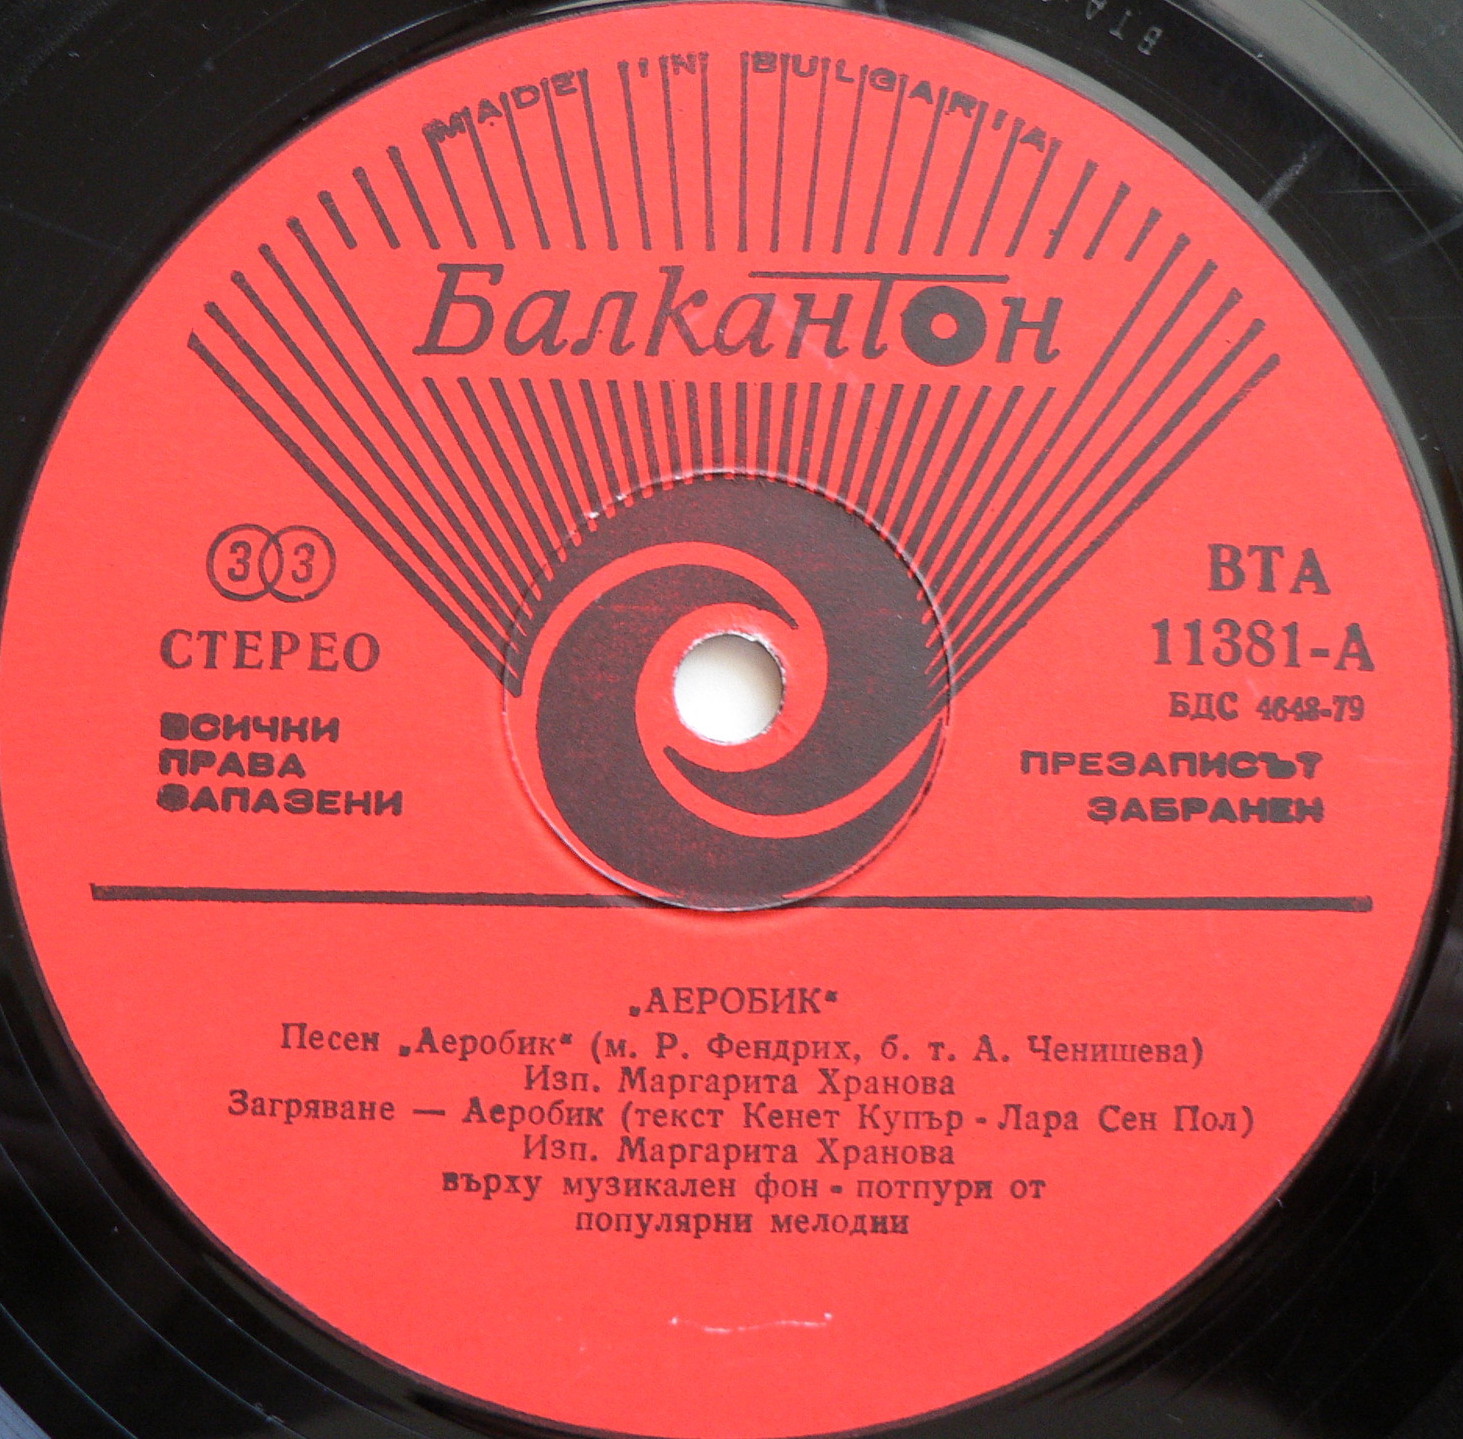 MADE IN BULGARIA
Балкантон
33
СТЕРЕО
ВСИЧКИ
ПРАВА
ЗАПАЗЕНИ
ВТА
11381-А
БДС 4648-79
ПРЕЗАПИСЪТ
ЗАБРАНЕН
„АЕРОБИК“
Песен „Аеробик“ (м. Р. Фендрих, б. т. А. Ченишева)
Изп. Маргарита Хранова
Загряване — Аеробик (текст Кенет Купър - Лара Сен Пол)
Изп. Маргарита Хранова
върху музикален фон - потпури от
популярни мелодии